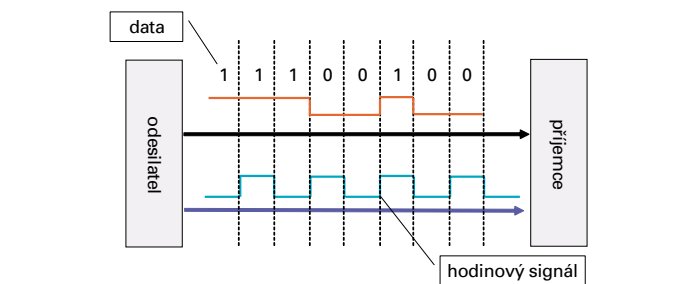 data
1 1 1 0 0 1 0 0
odesilatel
příjemce
hodinový signál